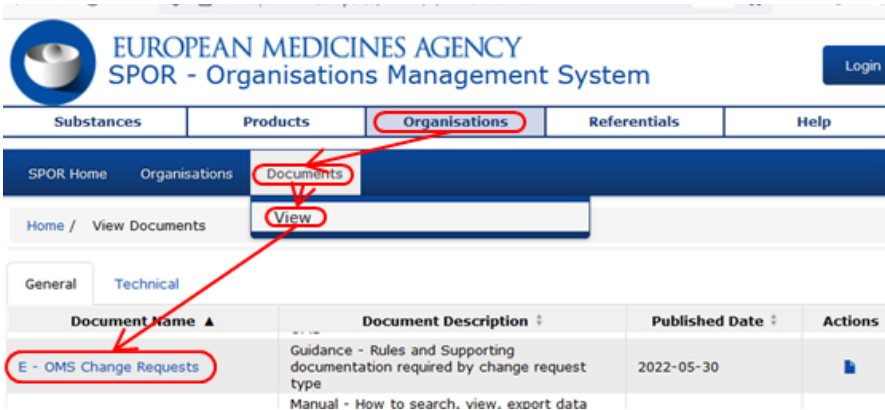 EUROPEAN MEDICINES AGENCY
SPOR - Organisations Management System
Login
Substances Products Organisations Referentials Help
SPOR Home Organisations Documents
View
Home / View Documents
General Technical
Document Name ▲ Document Description Published Date Actions
E - OMS Change Requests
Guidance - Rules and Supporting
documentation required by change request
type
2022-05-30
Manual - How to search, view, export data